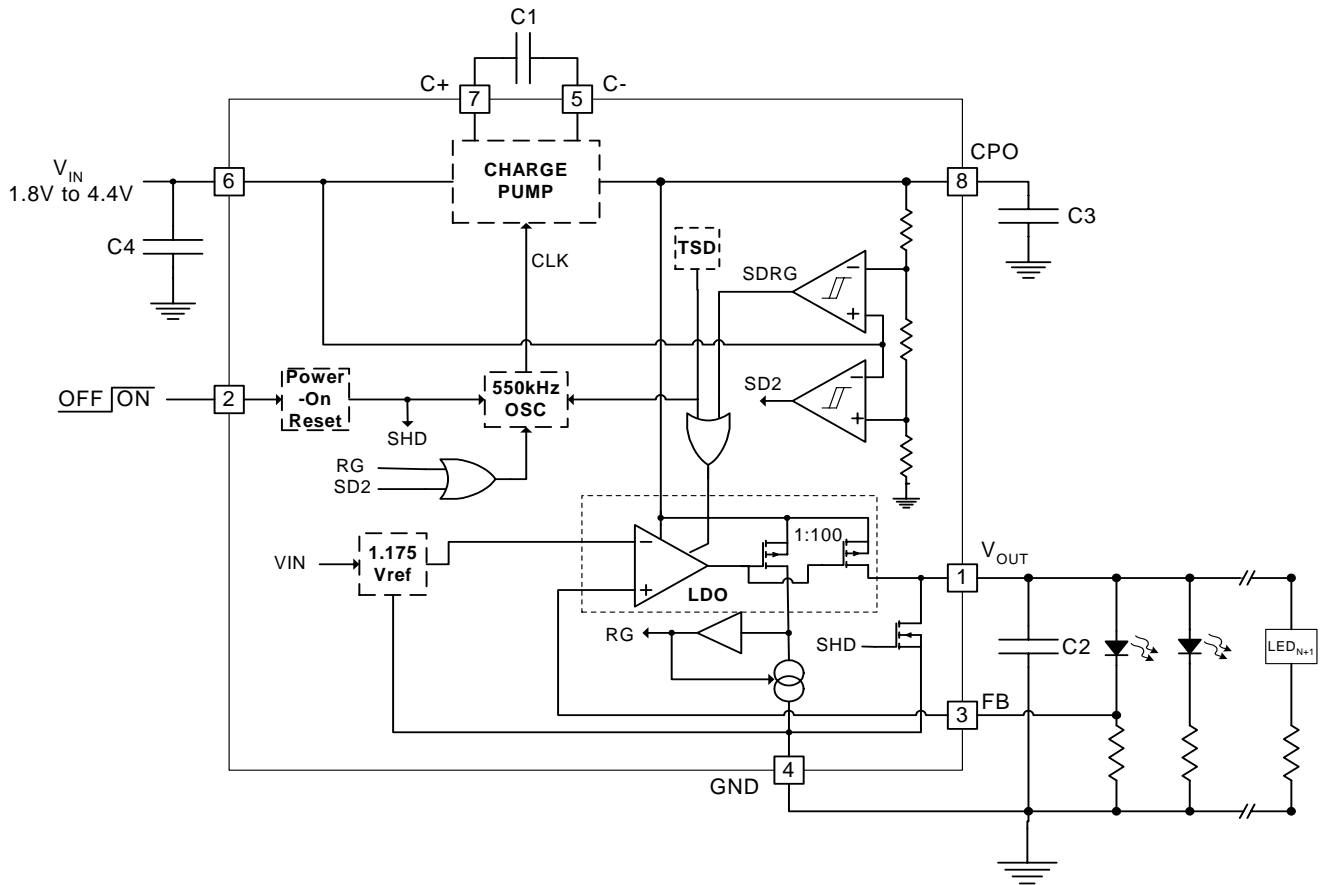 C1
C+
7
5
C-
V_IN
1.8V to 4.4V
6
CHARGE
PUMP
CPO
8
C3
C4
CLK
TSD
SDRG
−
+
OFF ON
2
Power
-On
Reset
SHD
550kHz
OSC
SD2
−
+
RG
SD2
VIN
1.175
Vref
−
+
LDO
1:100
V_OUT
1
RG
SHD
C2
LED_N+1
3
FB
GND
4